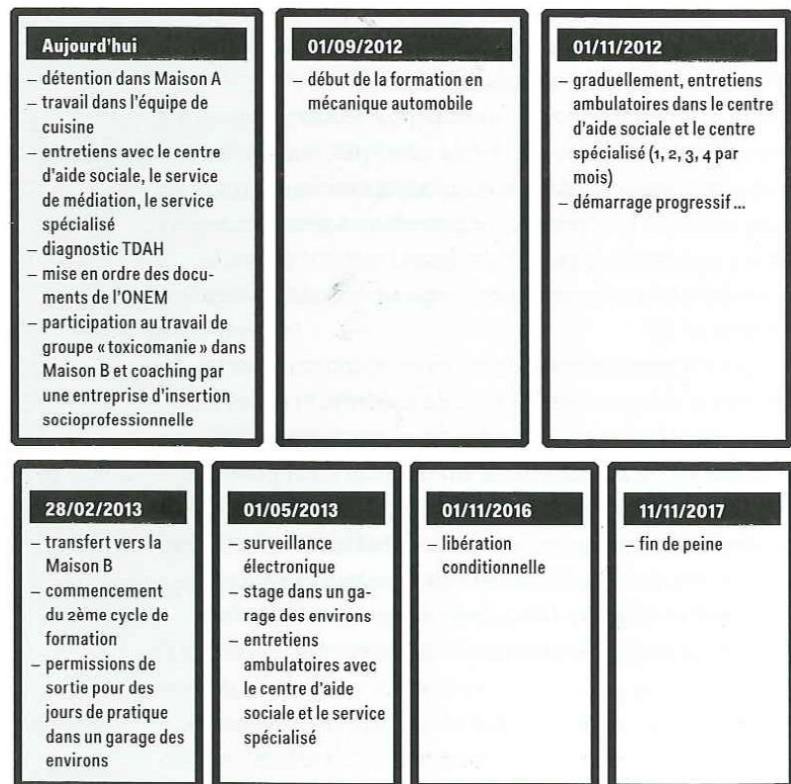 Aujourd'hui
– détention dans Maison A
– travail dans l'équipe de
cuisine
– entretiens avec le centre
d'aide sociale, le service
de médiation, le service
spécialisé
– diagnostic TDAH
– mise en ordre des docu-
ments de l'ONEM
– participation au travail de
groupe « toxicomanie » dans
Maison B et coaching par
une entreprise d'insertion
socioprofessionnelle
01/09/2012
– début de la formation en
mécanique automobile
01/11/2012
– graduellement, entretiens
ambulatoires dans le centre
d'aide sociale et le centre
spécialisé (1, 2, 3, 4 par
mois)
– démarrage progressif ...
28/02/2013
– transfert vers la
Maison B
– commencement
du 2ème cycle de
formation
– permissions de
sortie pour des
jours de pratique
dans un garage des
environs
01/05/2013
– surveillance
électronique
– stage dans un ga-
rage des environs
– entretiens
ambulatoires avec
le centre d'aide
sociale et le service
spécialisé
01/11/2016
– libération
conditionnelle
11/11/2017
– fin de peine